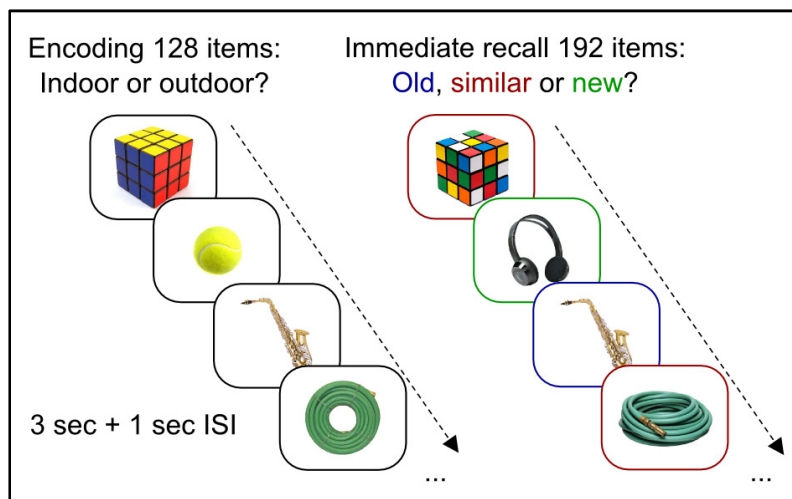 Encoding 128 items:
Indoor or outdoor?
Immediate recall 192 items:
Old, similar or new?
3 sec + 1 sec ISI
...
...